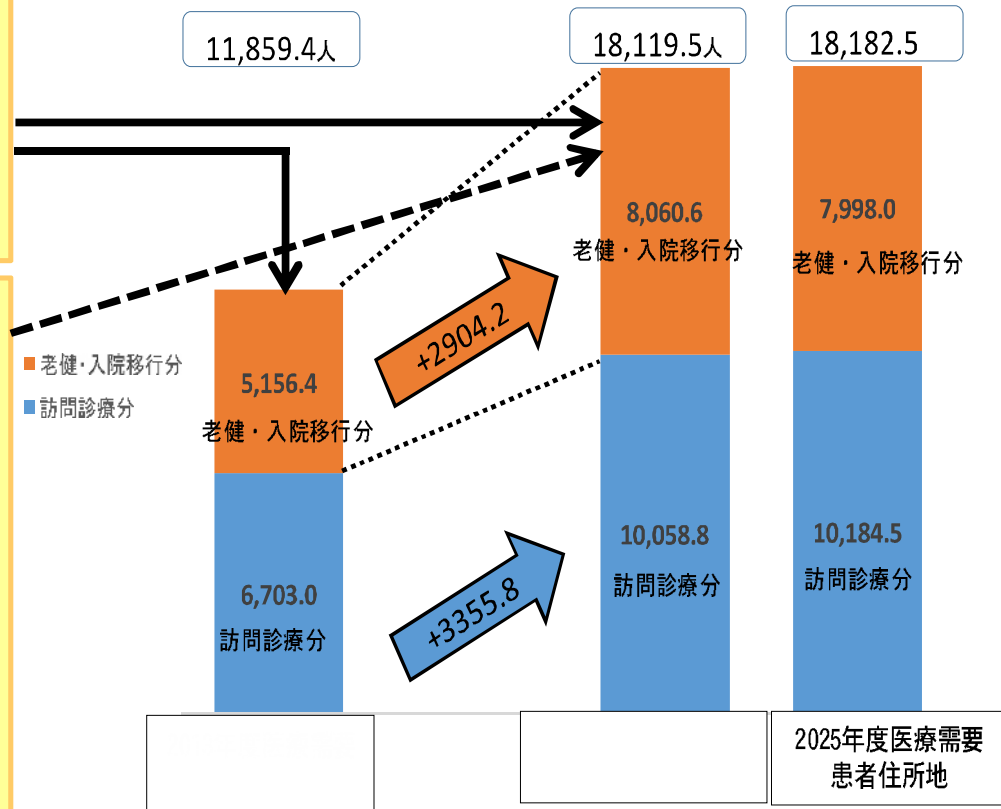 11,859.4人
18,119.5人
18,182.5
8,060.6
老健・入院移行分
7,998.0
老健・入院移行分
+2904.2
老健・入院移行分
訪問診療分
5,156.4
老健・入院移行分
10,058.8
訪問診療分
10,184.5
訪問診療分
+3355.8
6,703.0
訪問診療分
2025年度医療需要
患者住所地